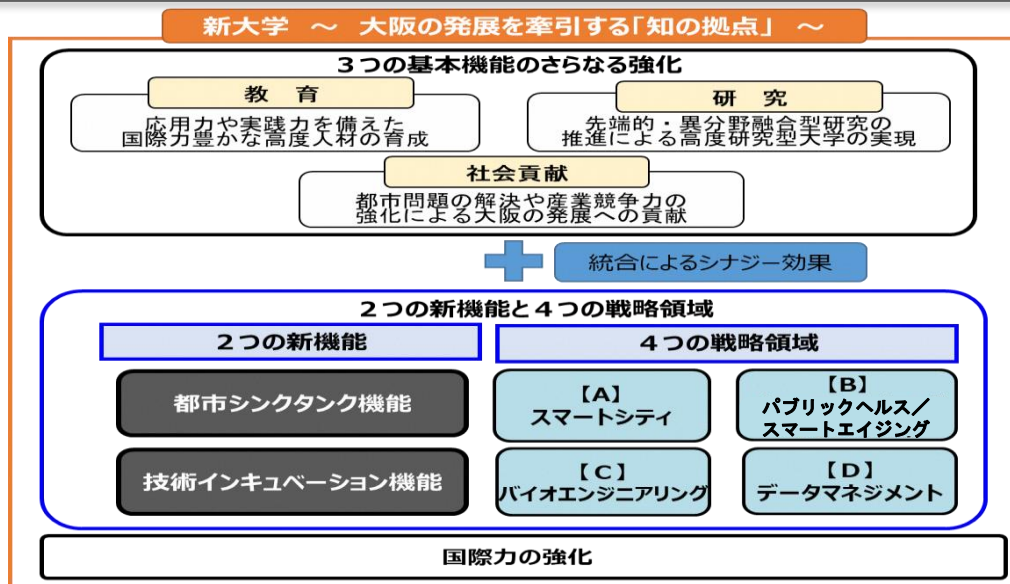 新大学 ～ 大阪の発展を牽引する「知の拠点」 ～
３つの基本機能のさらなる強化
教 育
応用力や実践力を備えた
国際力豊かな高度人材の育成
研 究
先端的・異分野融合型研究の
推進による高度研究型大学の実現
社会貢献
都市問題の解決や産業競争力の
強化による大阪の発展への貢献
統合によるシナジー効果
２つの新機能と４つの戦略領域
２つの新機能
都市シンクタンク機能
技術インキュベーション機能
４つの戦略領域
【A】
スマートシティ
【B】
パブリックヘルス／
スマートエイジング
【C】
バイオエンジニアリング
【D】
データマネジメント
国際力の強化